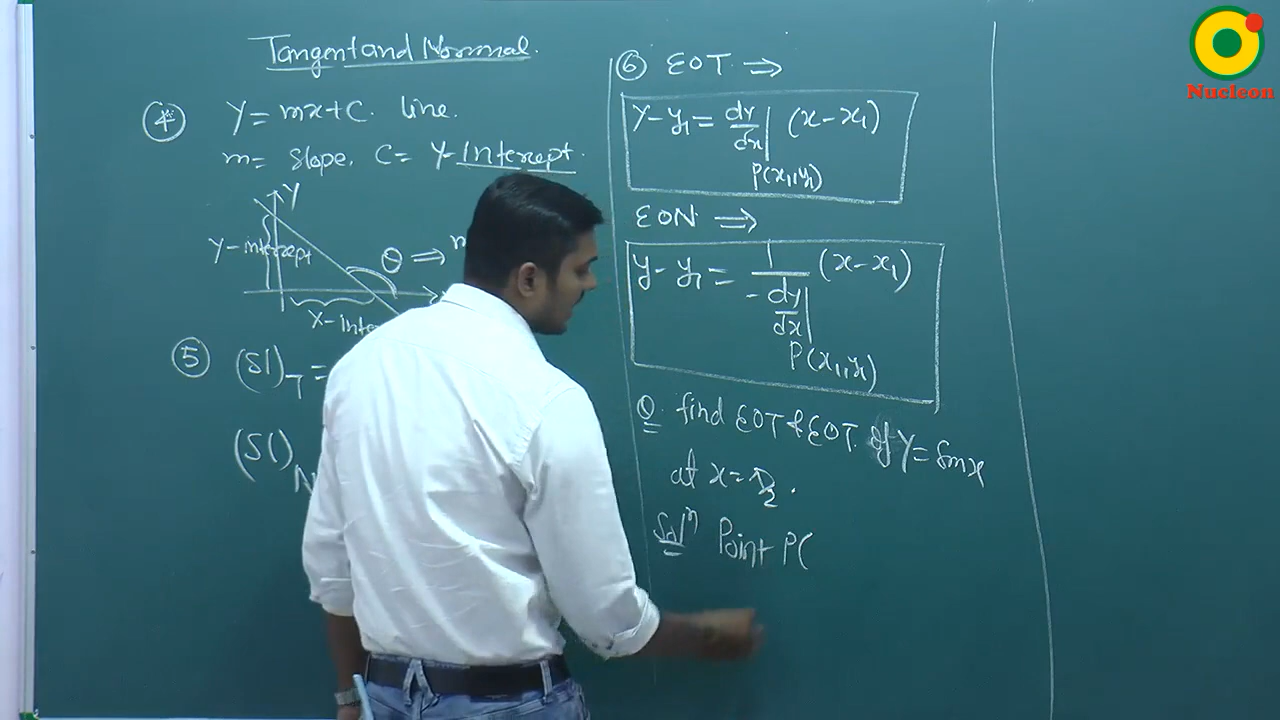 Tangent and Normal.
④ Y = mx + C. line.
m = slope, C = Y-Intercept.
Y
Y-intercept
θ ⇒
X-inte
⑤ (Sl)T =
(Sl)N
⑥ EOT ⇒
y - y₁ = dy/dx | (x - x₁)
P(x₁, y₁)
EON ⇒
y - y₁ = 1/(-dy/dx) | (x - x₁)
P(x₁, y₁)
Q. find EOT & EOT. of Y = Sinx
at x = π/2.
Solⁿ Point P(
Nucleon